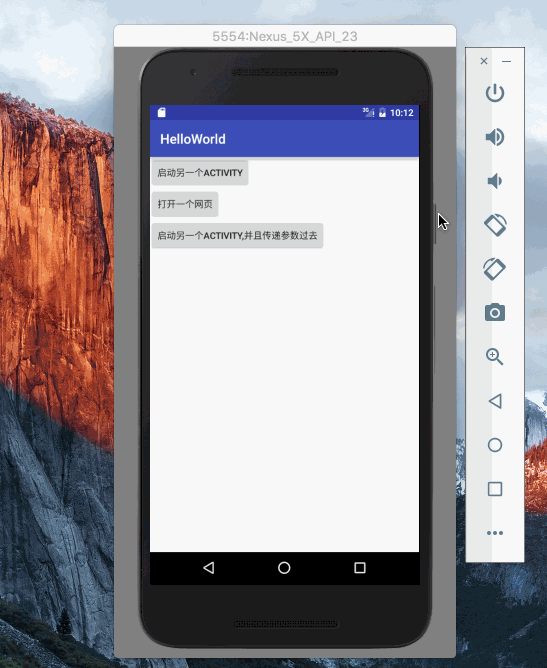 5554:Nexus_5X_API_23
3G
10:12
HelloWorld
启动另一个ACTIVITY
打开一个网页
启动另一个ACTIVITY,并且传递参数过去